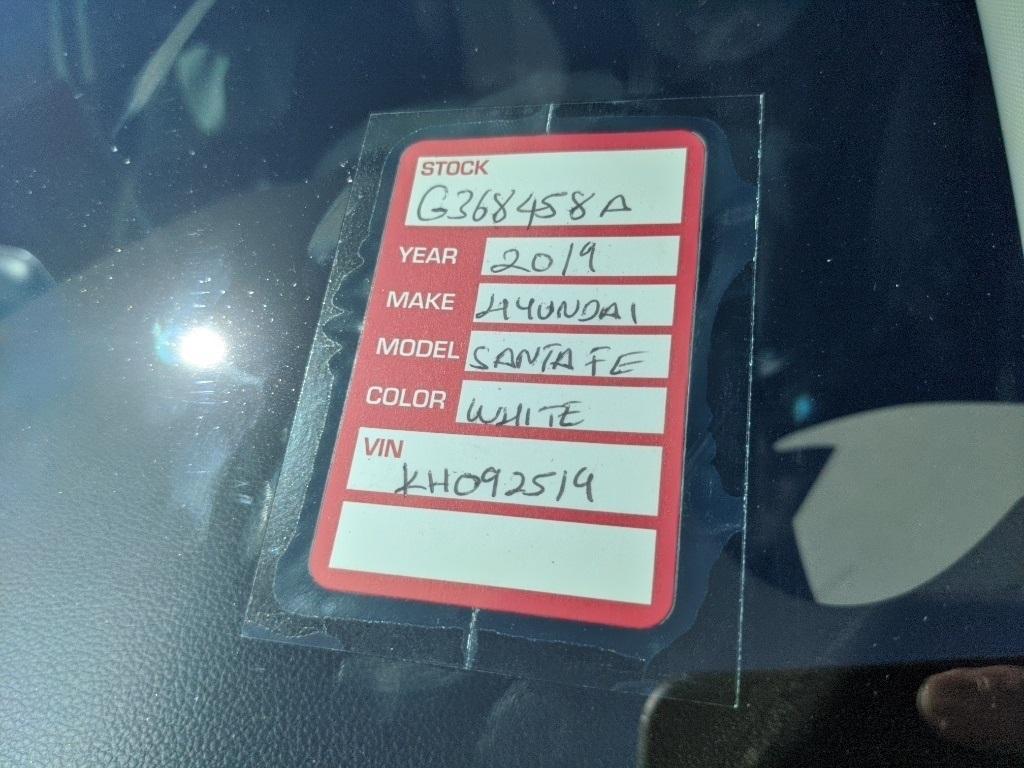 STOCK
G368458A
YEAR 2019
MAKE HYUNDAI
MODEL SANTA FE
COLOR WHITE
VIN
KH092519